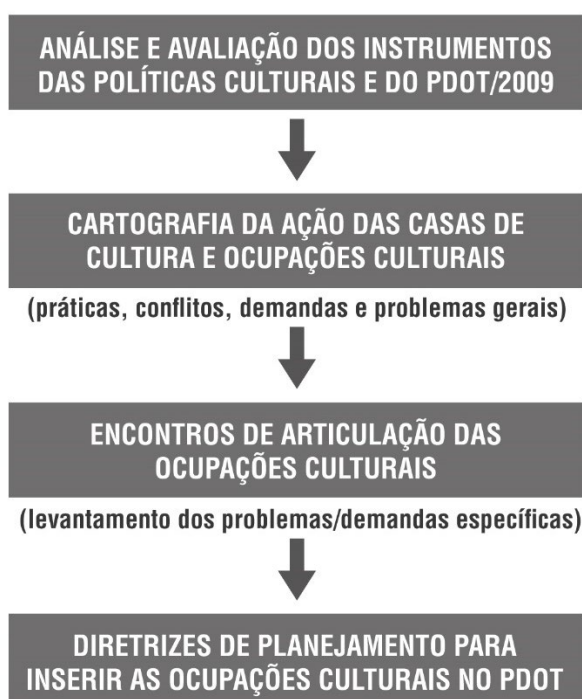 ANÁLISE E AVALIAÇÃO DOS INSTRUMENTOS
DAS POLÍTICAS CULTURAIS E DO PDOT/2009
CARTOGRAFIA DA AÇÃO DAS CASAS DE
CULTURA E OCUPAÇÕES CULTURAIS
(práticas, conflitos, demandas e problemas gerais)
ENCONTROS DE ARTICULAÇÃO DAS
OCUPAÇÕES CULTURAIS
(levantamento dos problemas/demandas específicas)
DIRETRIZES DE PLANEJAMENTO PARA
INSERIR AS OCUPAÇÕES CULTURAIS NO PDOT